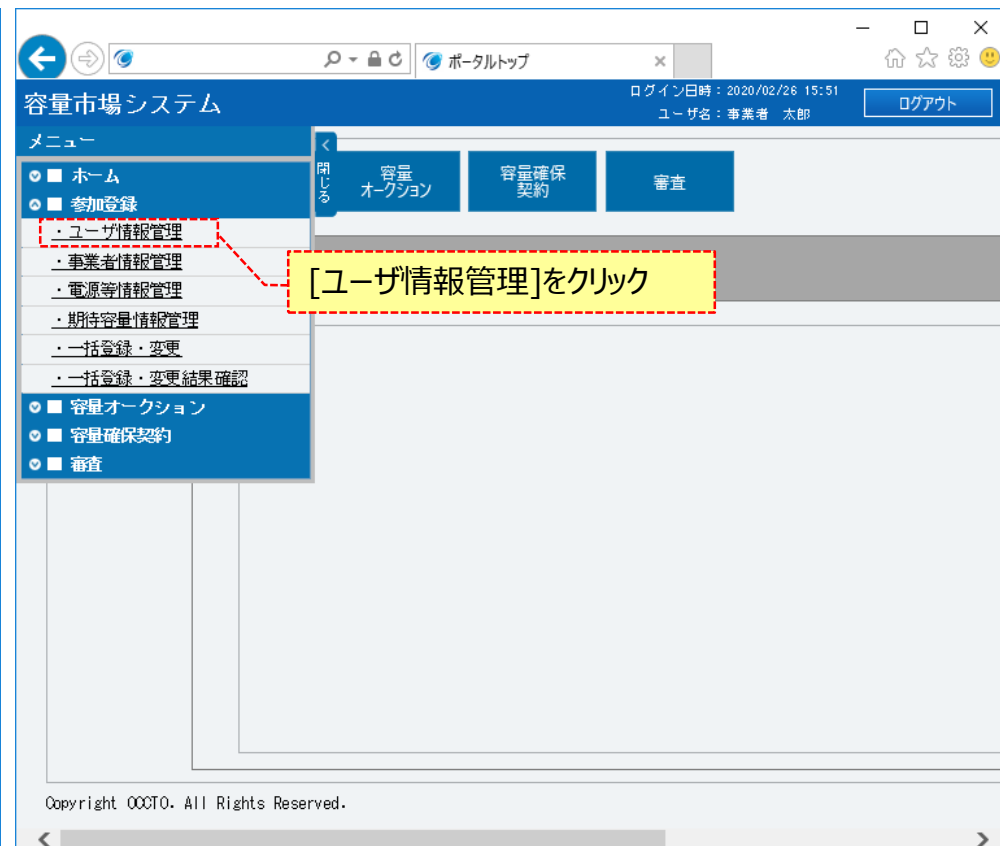 ポータルトップ
容量市場システム
ログイン日時：2020/02/26 15:51
ユーザ名：事業者 太郎
ログアウト
メニュー
閉じる
容量
オークション
容量確保
契約
審査
ホーム
参加登録
・ユーザ情報管理
・事業者情報管理
・電源等情報管理
・期待容量情報管理
・一括登録・変更
・一括登録・変更結果確認
容量オークション
容量確保契約
審査
[ユーザ情報管理]をクリック
Copyright OCCTO. All Rights Reserved.